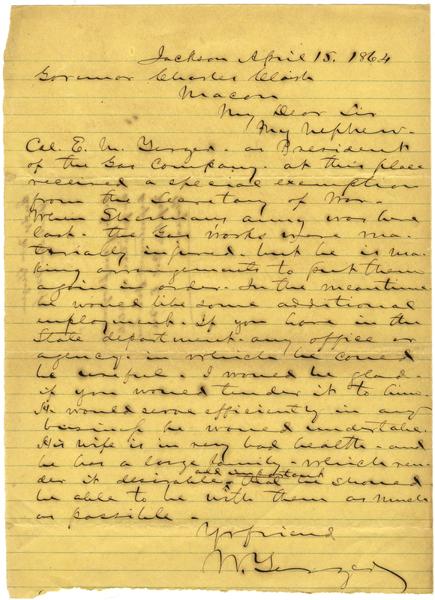 Jackson April 18. 1864
Governor Charles Clark
Macon
My Dear Sir
My nephew.
Col. E. M. Yerger. as President
of the Gas Company. at this place
received a special exemption
from the Secretary of War.
When Sherman's army was here
last. the Gas works were ma-
terially injured. but he is ma-
king arrangements to put them
again in order. In the meantime
he would like some additional
employment. If you have in the
State department. any office or
agency. in which he could
be useful. I would be glad.
if you would tender it to him.
He would serve efficiently in any
business he would undertake.
His wife is in very bad health. and
he has a large family. which ren-
der it desirable and important that he should
be able to be with them as much
as possible.
Yr friend
W. Yerger